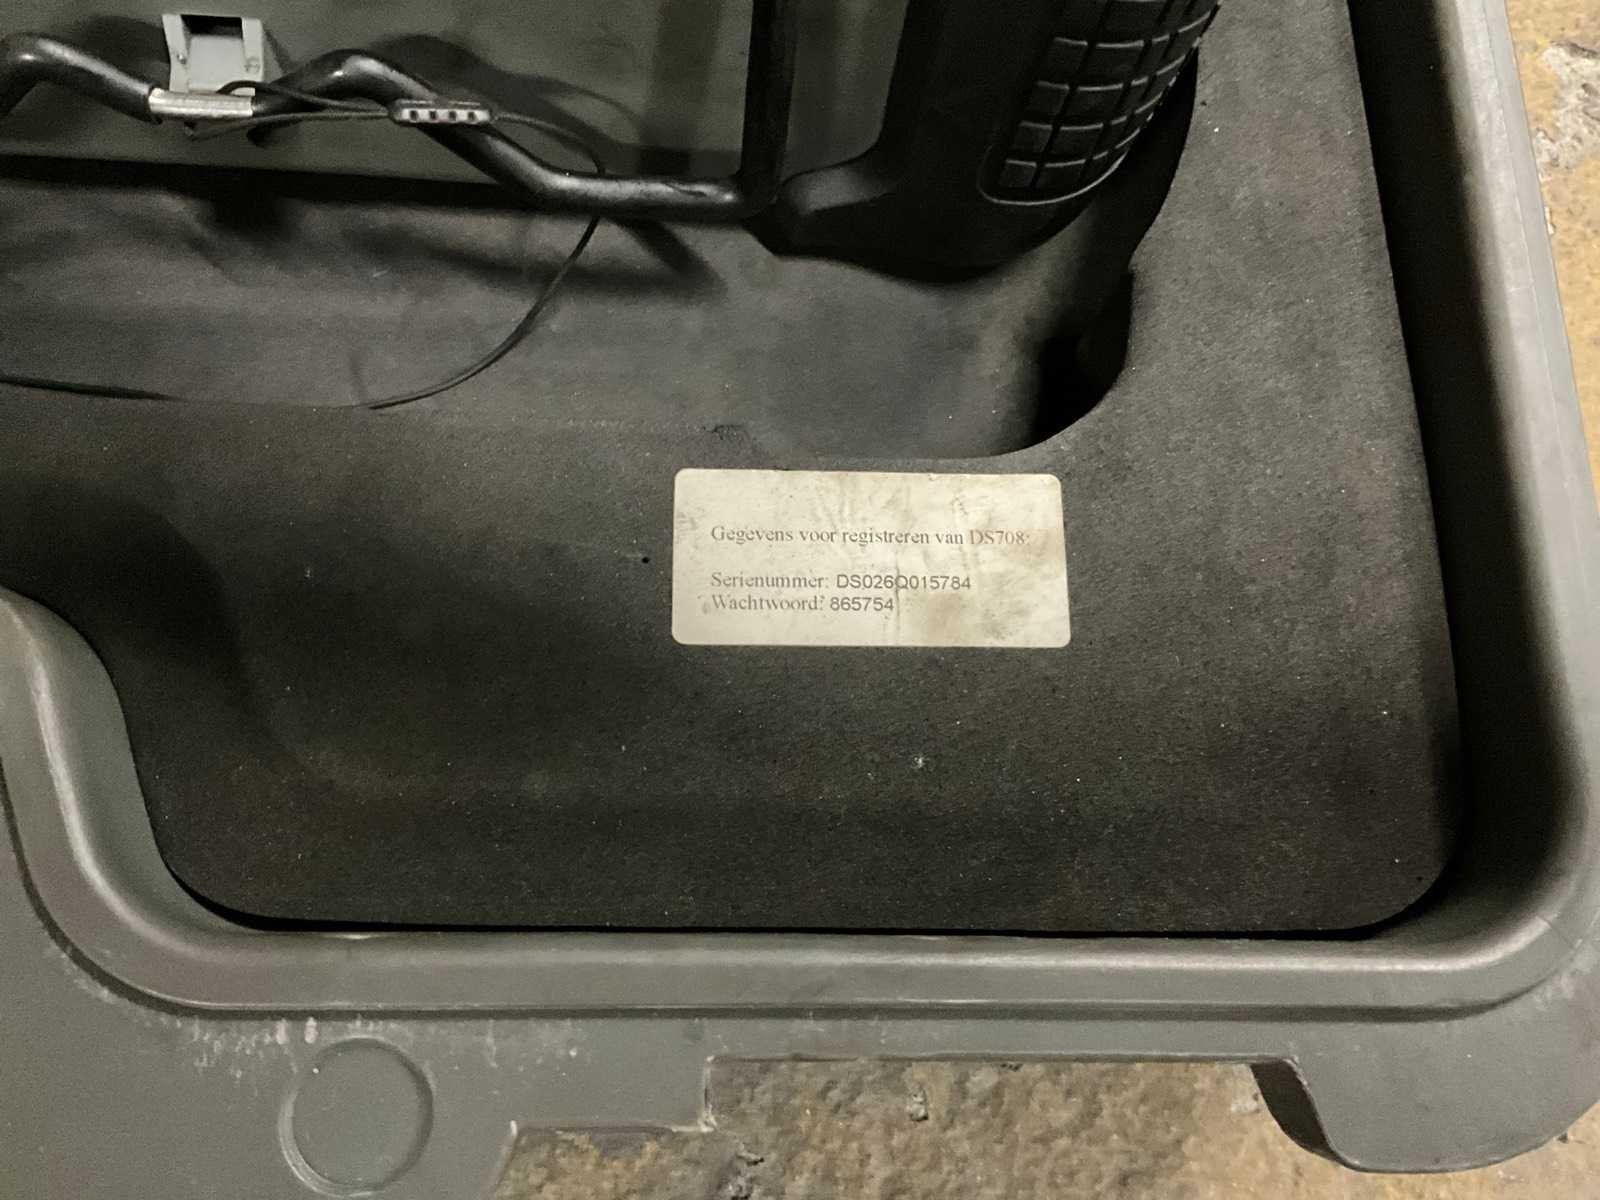 Gegevens voor registreren van DS708:
Serienummer: DS026Q015784
Wachtwoord: 865754